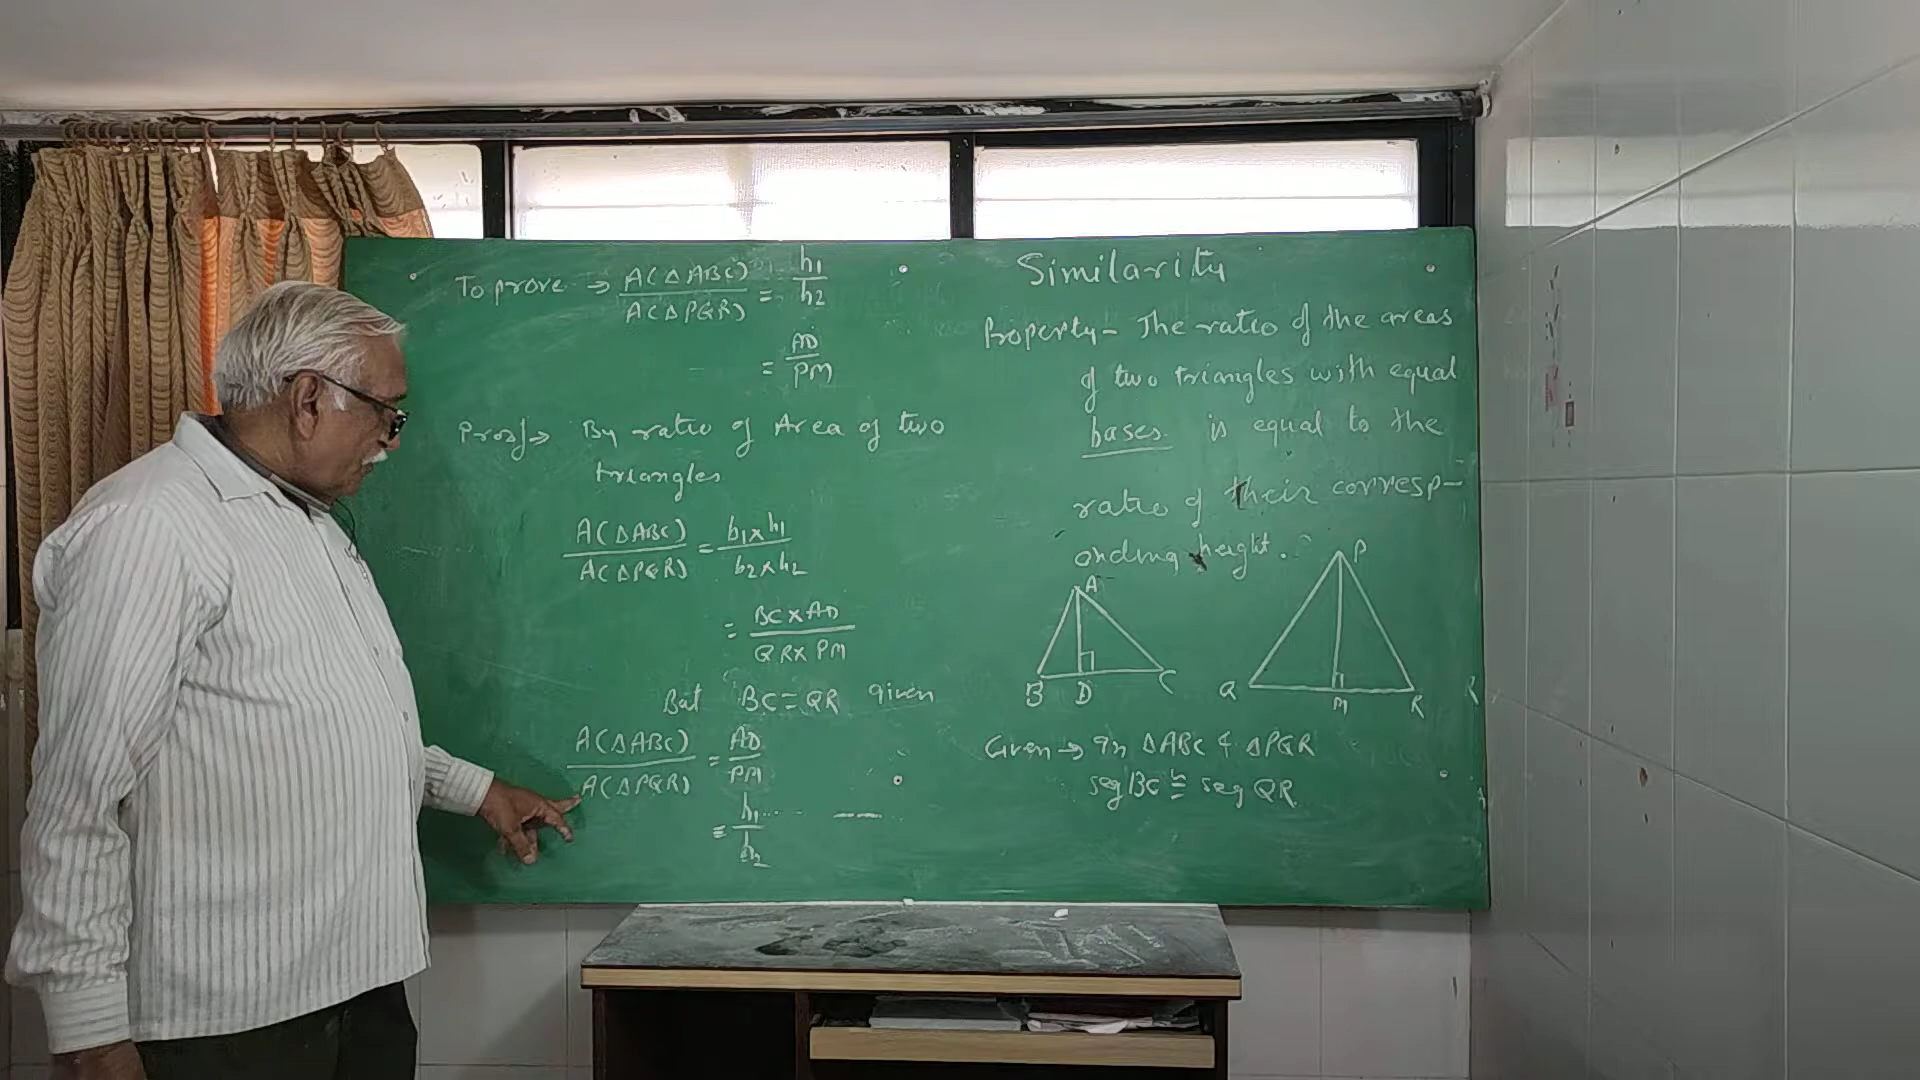 Similarity
Property - The ratio of the areas
of two triangles with equal
bases is equal to the
ratio of their corresp-
onding height.
A
B D C
P
Q M R
Given → In ΔABC & ΔPQR
seg BC ≅ seg QR
To prove → A(ΔABC) / A(ΔPQR) = h1 / h2
= AD / PM
Proof → By ratio of Area of two
triangles
A(ΔABC) / A(ΔPQR) = b1 x h1 / b2 x h2
= BC x AD / QR x PM
But BC = QR given
A(ΔABC) / A(ΔPQR) = AD / PM
= h1 / h2